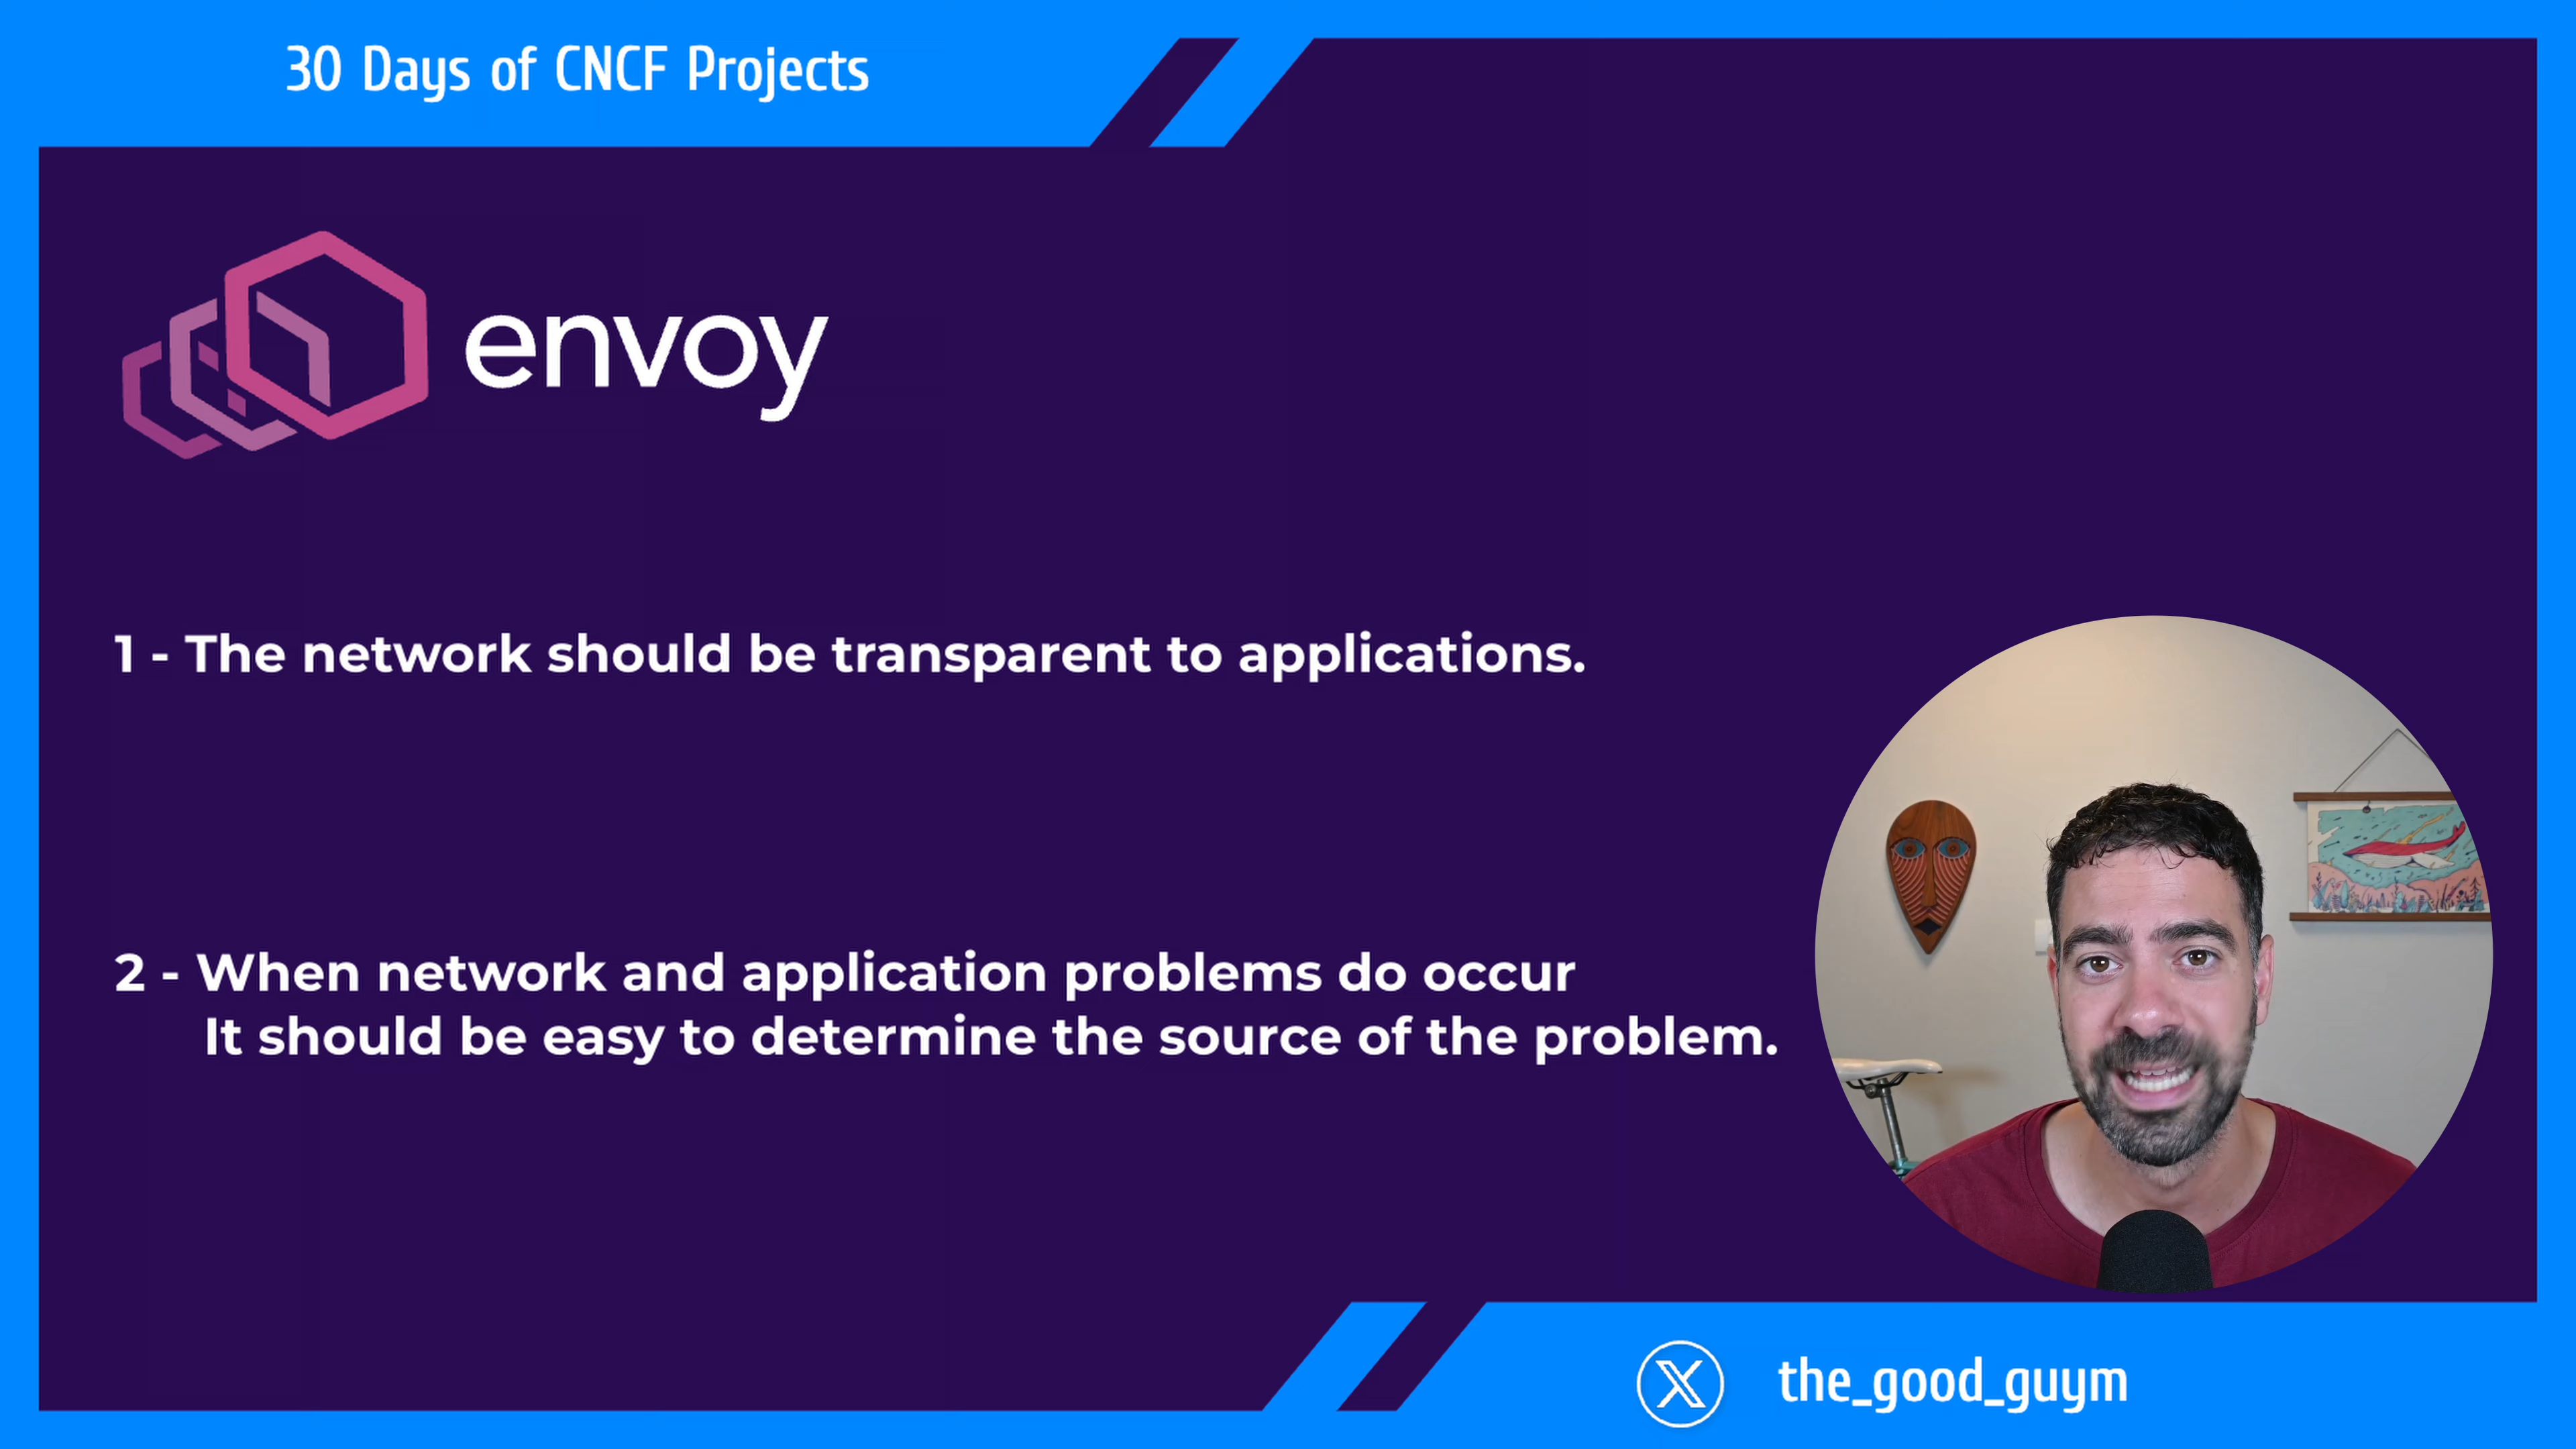 30 Days of CNCF Projects
envoy
1 - The network should be transparent to applications.
2 - When network and application problems do occur
It should be easy to determine the source of the problem.
X the_good_guym